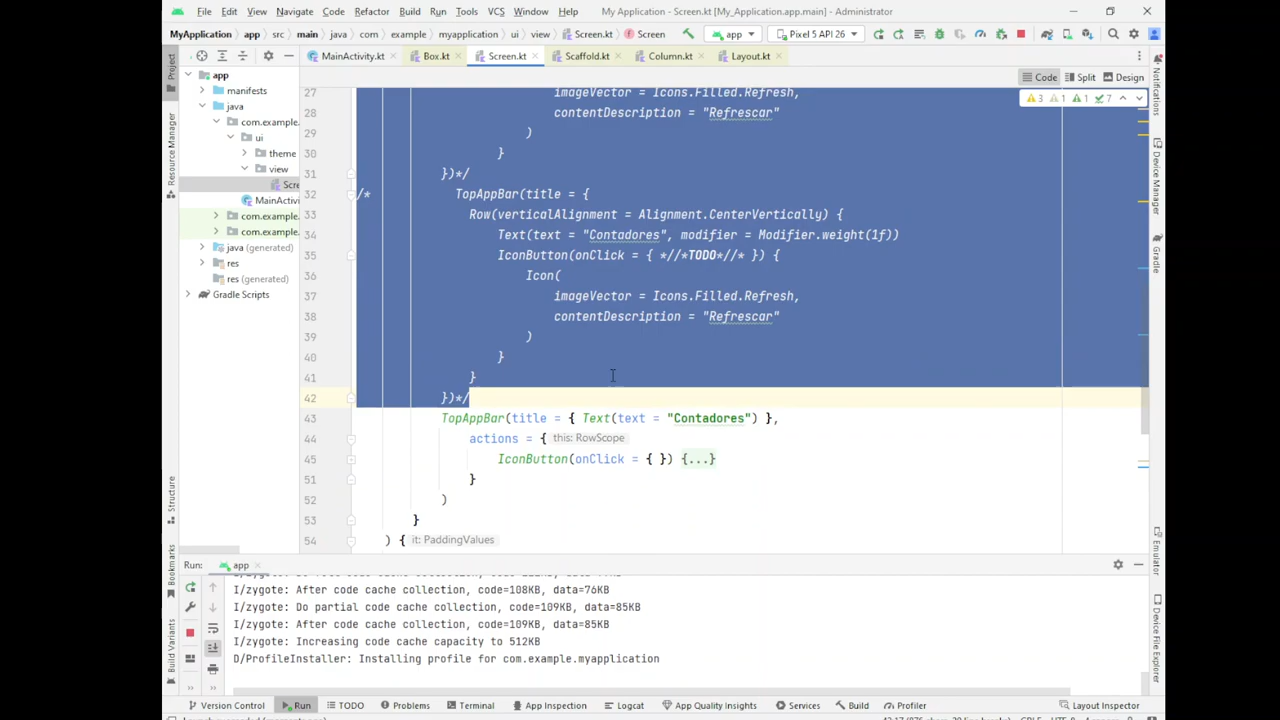 File Edit View Navigate Code Refactor Build Run Tools VCS Window Help My Application - Screen.kt [My_Application.app.main] - Administrator
MyApplication app src main java com example myapplication ui view Screen.kt Screen app Pixel 5 API 26
MainActivity.kt Box.kt Screen.kt Scaffold.kt Column.kt Layout.kt
Code Split Design
3 1 1 7
Project
Resource Manager
Structure
Bookmarks
Build Variants
app
manifests
java
com.example.
ui
theme
view
Scre
MainActivi
com.example.
com.example.
java (generated)
res
res (generated)
Gradle Scripts
27 imageVector = Icons.Filled.Refresh,
28 contentDescription = "Refrescar"
29 )
30 }
31 })*/
32 /* TopAppBar(title = {
33 Row(verticalAlignment = Alignment.CenterVertically) {
34 Text(text = "Contadores", modifier = Modifier.weight(1f))
35 IconButton(onClick = { *//*TODO*//* }) {
36 Icon(
37 imageVector = Icons.Filled.Refresh,
38 contentDescription = "Refrescar"
39 )
40 }
41 }
42 })*/
43 TopAppBar(title = { Text(text = "Contadores") },
44 actions = { this: RowScope
45 IconButton(onClick = { }) {...}
51 }
52 )
53 }
54 ) { it: PaddingValues
Notifications
Device Manager
Gradle
Emulator
Device File Explorer
Run: app
I/zygote: After code cache collection, code=108KB, data=76KB
I/zygote: Do partial code cache collection, code=109KB, data=85KB
I/zygote: After code cache collection, code=109KB, data=85KB
I/zygote: Increasing code cache capacity to 512KB
D/ProfileInstaller: Installing profile for com.example.myapplication
Version Control Run TODO Problems Terminal App Inspection Logcat App Quality Insights Services Build Profiler Layout Inspector